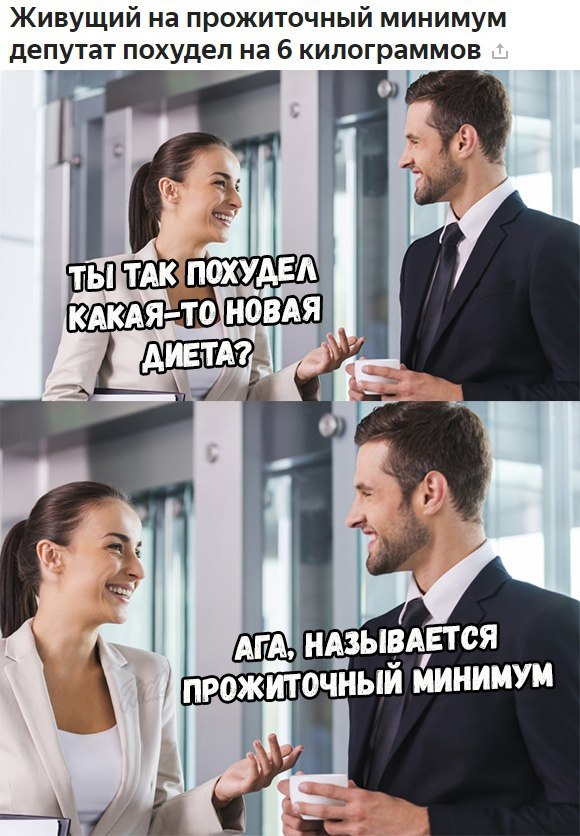 Живущий на прожиточный минимум
депутат похудел на 6 килограммов
ТЫ ТАК ПОХУДЕЛ
КАКАЯ-ТО НОВАЯ
ДИЕТА?
АГА, НАЗЫВАЕТСЯ
ПРОЖИТОЧНЫЙ МИНИМУМ